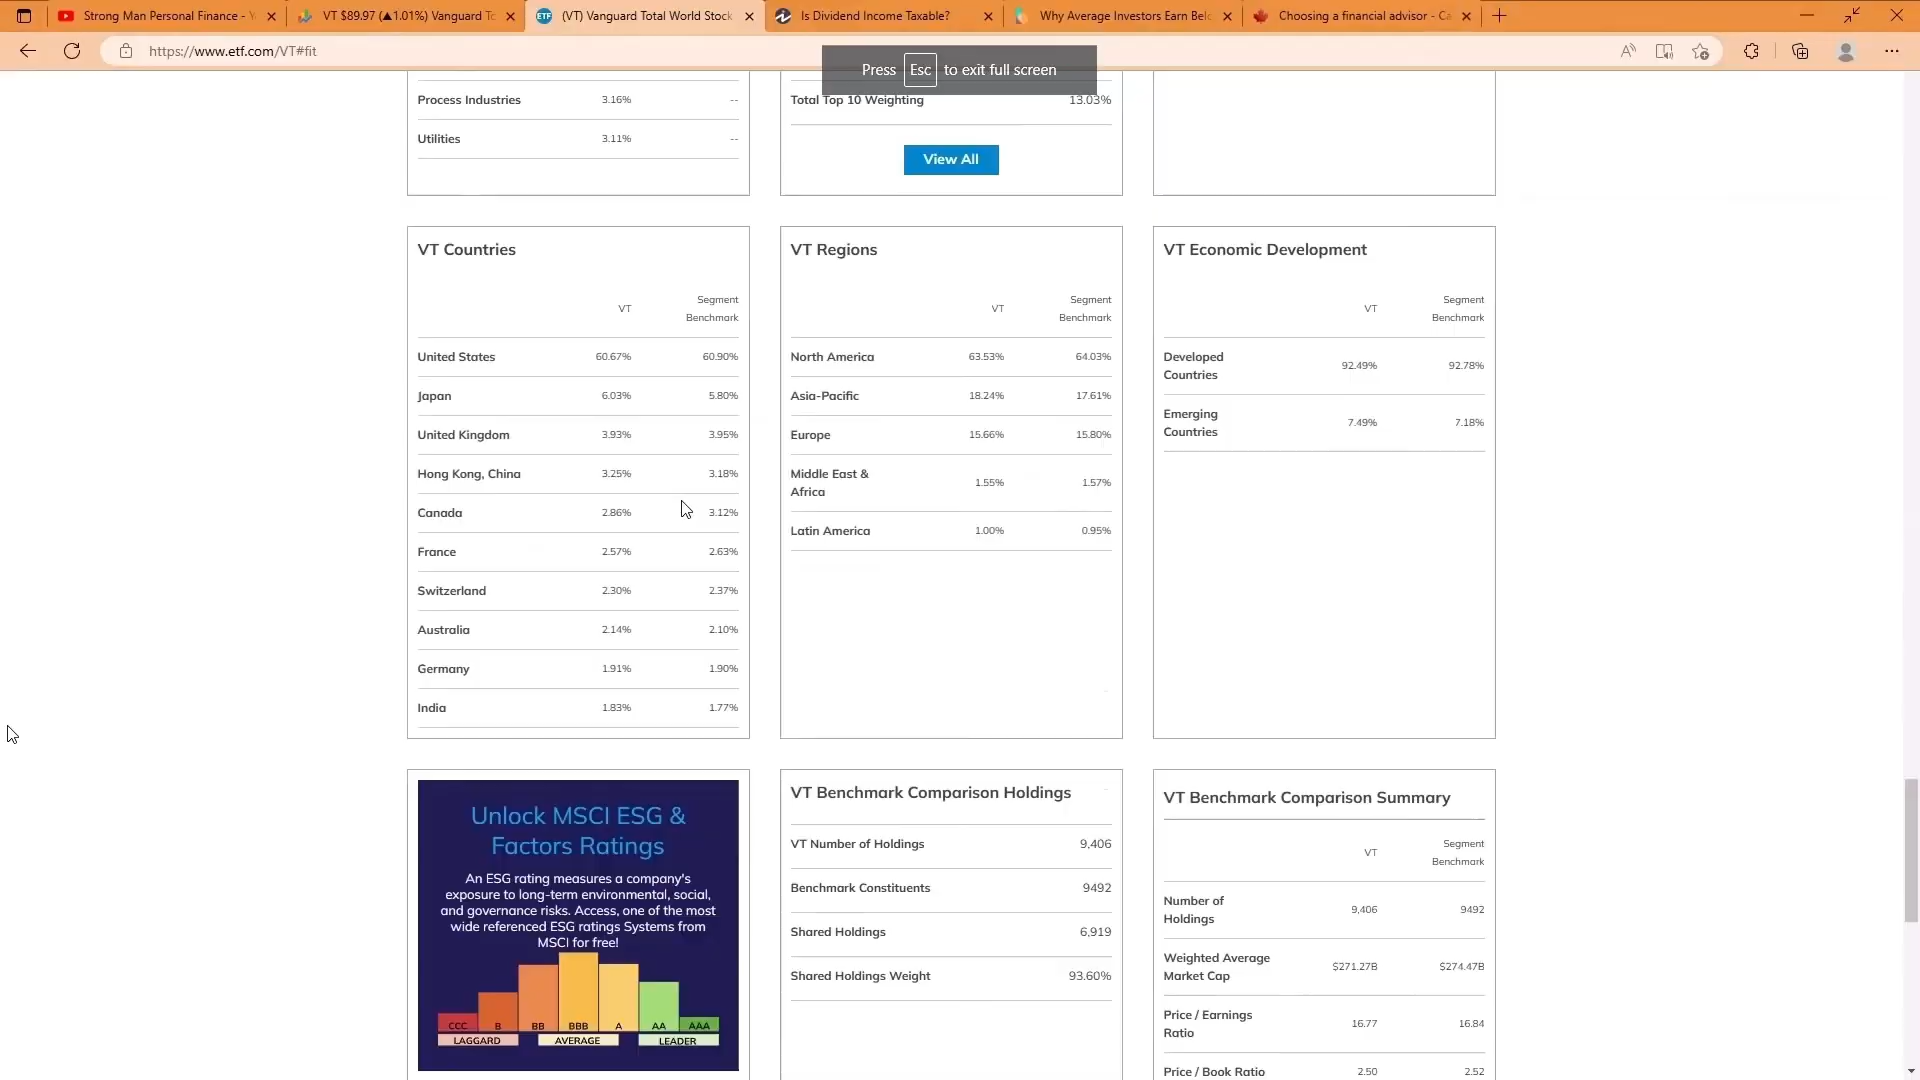 Strong Man Personal Finance - Y
VT $89.97 (▲1.01%) Vanguard To
(VT) Vanguard Total World Stock
Is Dividend Income Taxable?
Why Average Investors Earn Bel
Choosing a financial advisor - Ca
https://www.etf.com/VT#fit
Press Esc to exit full screen
Process Industries 3.16% --
Utilities 3.11% --
Total Top 10 Weighting 13.03%
View All
VT Countries
VT Segment Benchmark
United States 60.67% 60.90%
Japan 6.03% 5.80%
United Kingdom 3.93% 3.95%
Hong Kong, China 3.25% 3.18%
Canada 2.86% 3.12%
France 2.57% 2.63%
Switzerland 2.30% 2.37%
Australia 2.14% 2.10%
Germany 1.91% 1.90%
India 1.83% 1.77%
VT Regions
VT Segment Benchmark
North America 63.53% 64.03%
Asia-Pacific 18.24% 17.61%
Europe 15.66% 15.80%
Middle East & Africa 1.55% 1.57%
Latin America 1.00% 0.95%
VT Economic Development
VT Segment Benchmark
Developed Countries 92.49% 92.78%
Emerging Countries 7.49% 7.18%
Unlock MSCI ESG &
Factors Ratings
An ESG rating measures a company's
exposure to long-term environmental, social,
and governance risks. Access, one of the most
wide referenced ESG ratings Systems from
MSCI for free!
CCC B BB BBB A AA AAA
LAGGARD AVERAGE LEADER
VT Benchmark Comparison Holdings
VT Number of Holdings 9,406
Benchmark Constituents 9492
Shared Holdings 6,919
Shared Holdings Weight 93.60%
VT Benchmark Comparison Summary
VT Segment Benchmark
Number of Holdings 9,406 9492
Weighted Average Market Cap $271.27B $274.47B
Price / Earnings Ratio 16.77 16.84
Price / Book Ratio 2.50 2.52